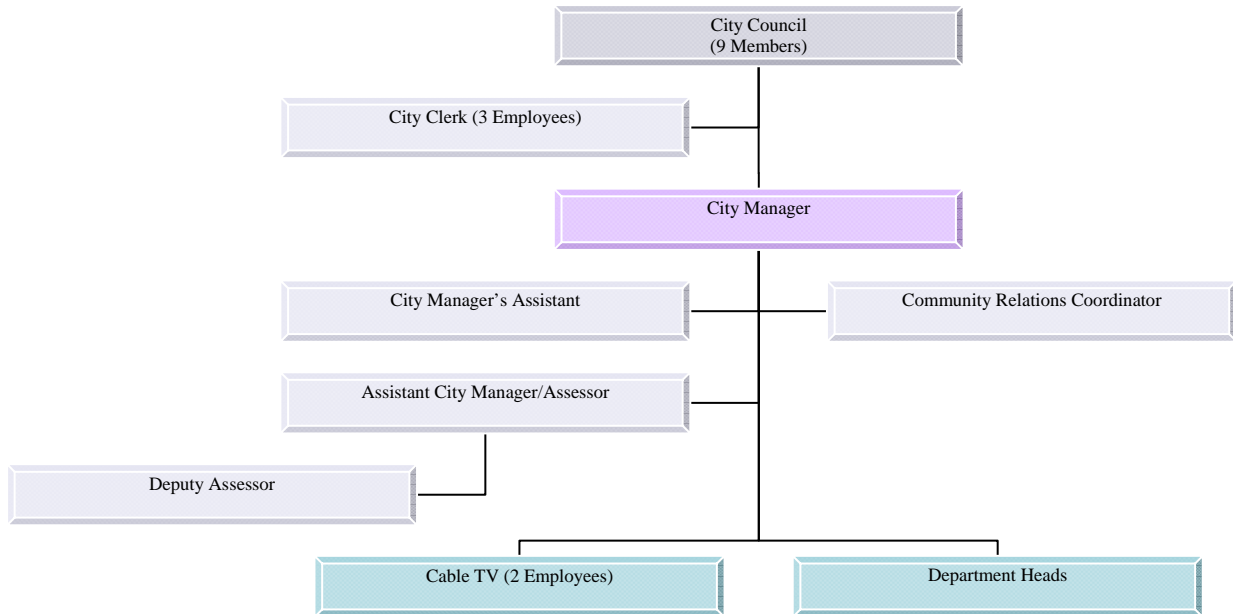 City Council
(9 Members)
City Clerk (3 Employees)
City Manager
City Manager’s Assistant
Community Relations Coordinator
Assistant City Manager/Assessor
Deputy Assessor
Cable TV (2 Employees)
Department Heads